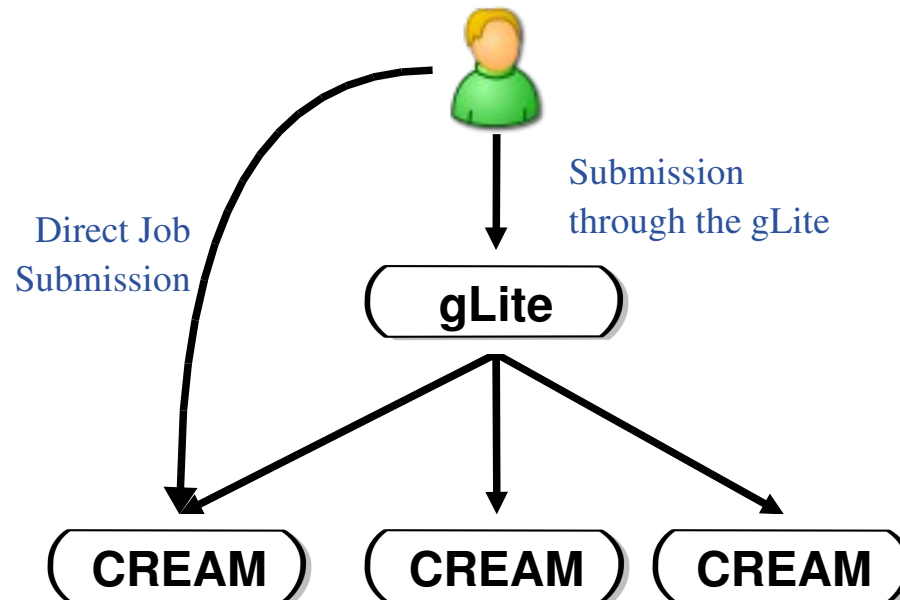 Submission
through the gLite
Direct Job
Submission
gLite
CREAM
CREAM
CREAM